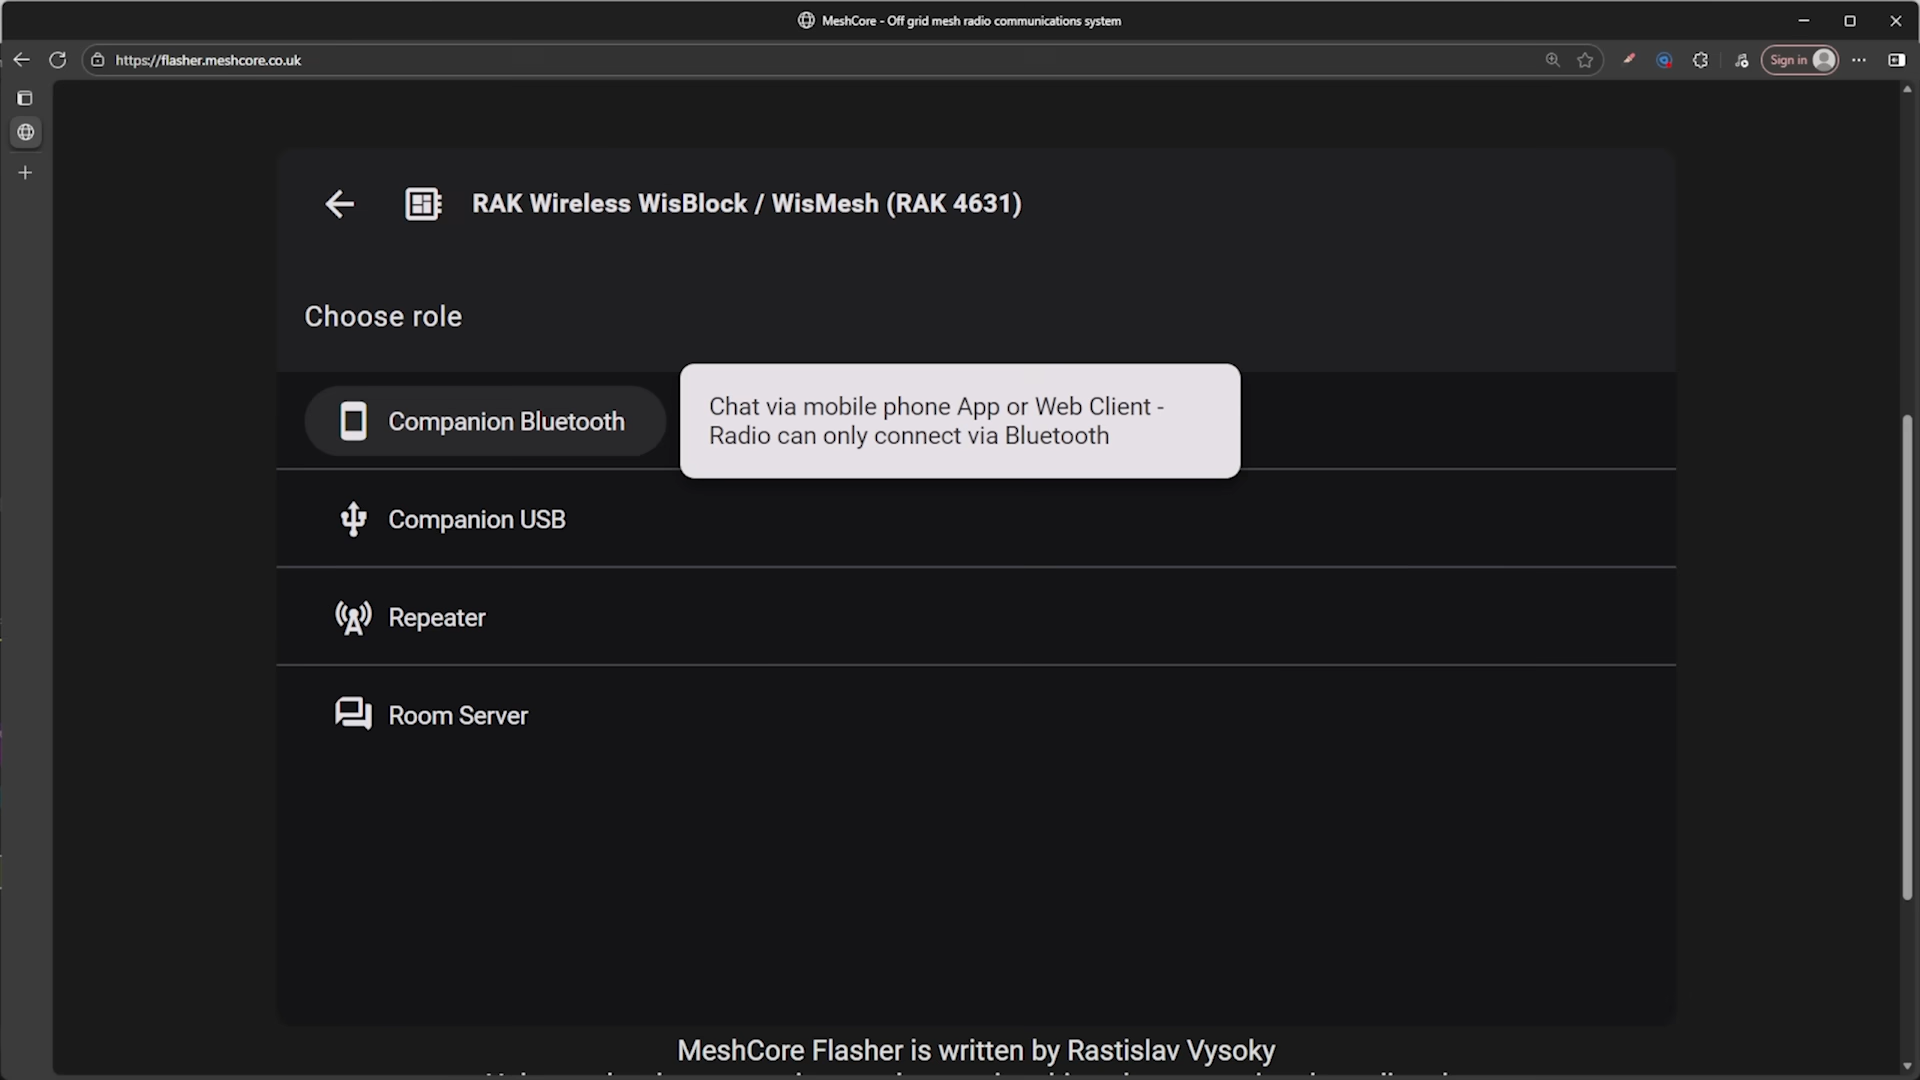 MeshCore - Off grid mesh radio communications system
https://flasher.meshcore.co.uk
Sign in
RAK Wireless WisBlock / WisMesh (RAK 4631)
Choose role
Companion Bluetooth
Chat via mobile phone App or Web Client -
Radio can only connect via Bluetooth
Companion USB
Repeater
Room Server
MeshCore Flasher is written by Rastislav Vysoky